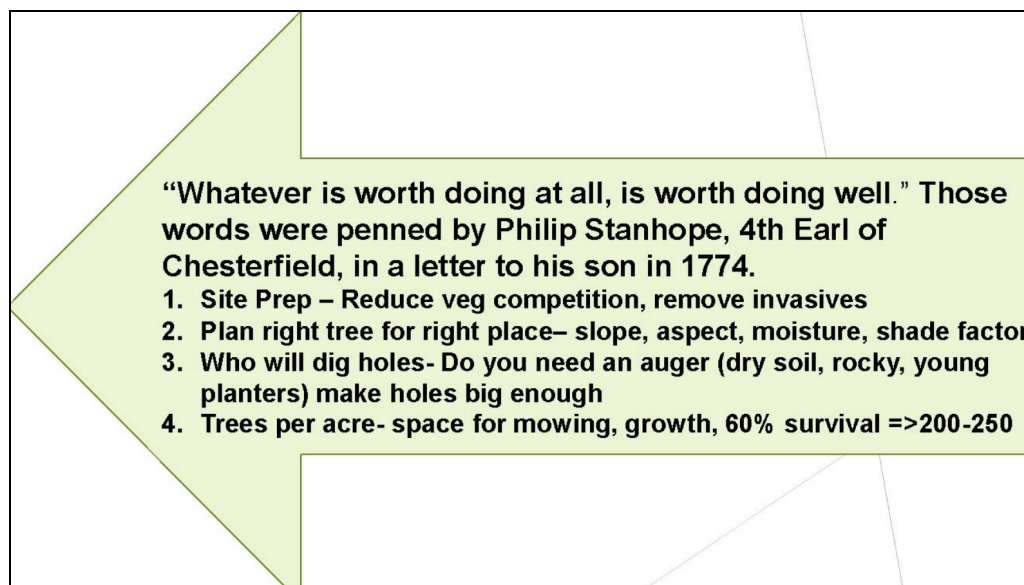 “Whatever is worth doing at all, is worth doing well.” Those
words were penned by Philip Stanhope, 4th Earl of
Chesterfield, in a letter to his son in 1774.
1. Site Prep – Reduce veg competition, remove invasives
2. Plan right tree for right place– slope, aspect, moisture, shade factor
3. Who will dig holes- Do you need an auger (dry soil, rocky, young
planters) make holes big enough
4. Trees per acre- space for mowing, growth, 60% survival =>200-250